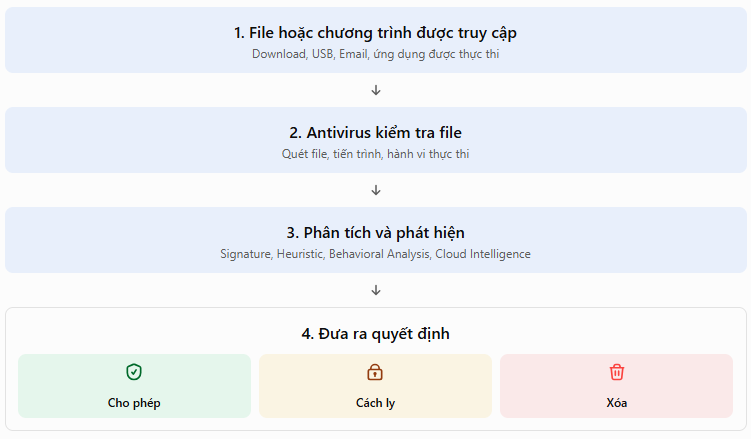 1. File hoặc chương trình được truy cập
Download, USB, Email, ứng dụng được thực thi
2. Antivirus kiểm tra file
Quét file, tiến trình, hành vi thực thi
3. Phân tích và phát hiện
Signature, Heuristic, Behavioral Analysis, Cloud Intelligence
4. Đưa ra quyết định
Cho phép
Cách ly
Xóa